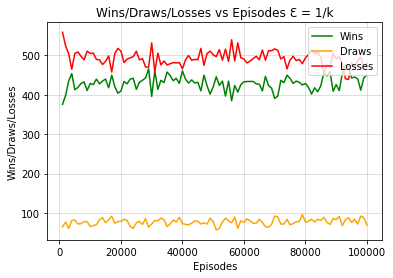 Wins/Draws/Losses vs Episodes Ɛ = 1/k
Wins
Draws
Losses
Wins/Draws/Losses
500
400
300
200
100
0
20000
40000
60000
80000
100000
Episodes